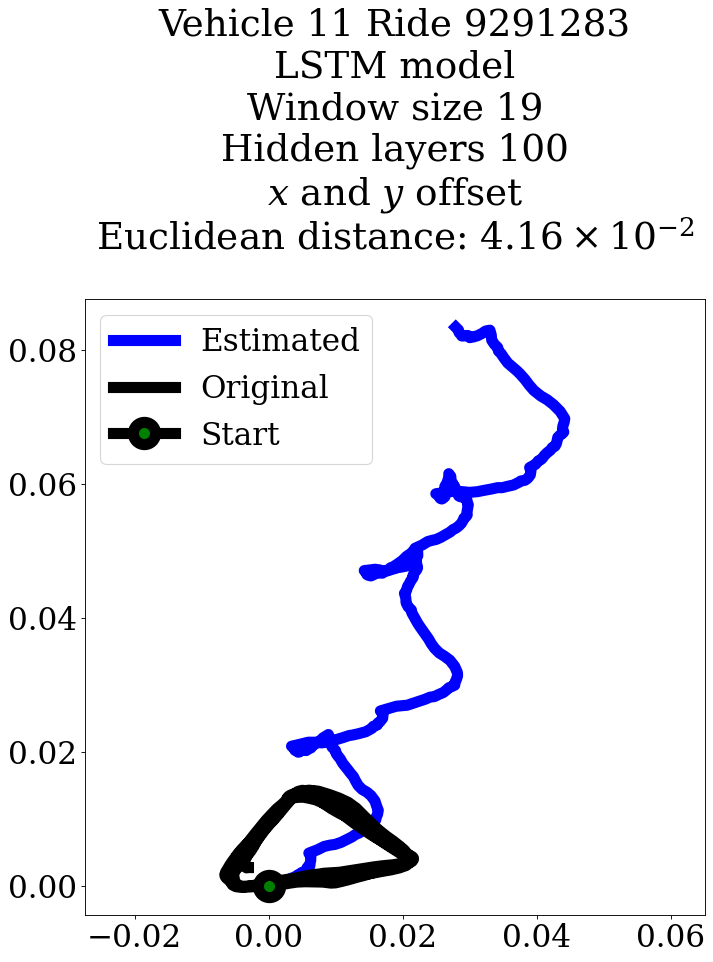 Vehicle 11 Ride 9291283
LSTM model
Window size 19
Hidden layers 100
x and y offset
Euclidean distance: 4.16 × 10⁻²
Estimated
Original
Start
0.08
0.06
0.04
0.02
0.00
−0.02 0.00 0.02 0.04 0.06